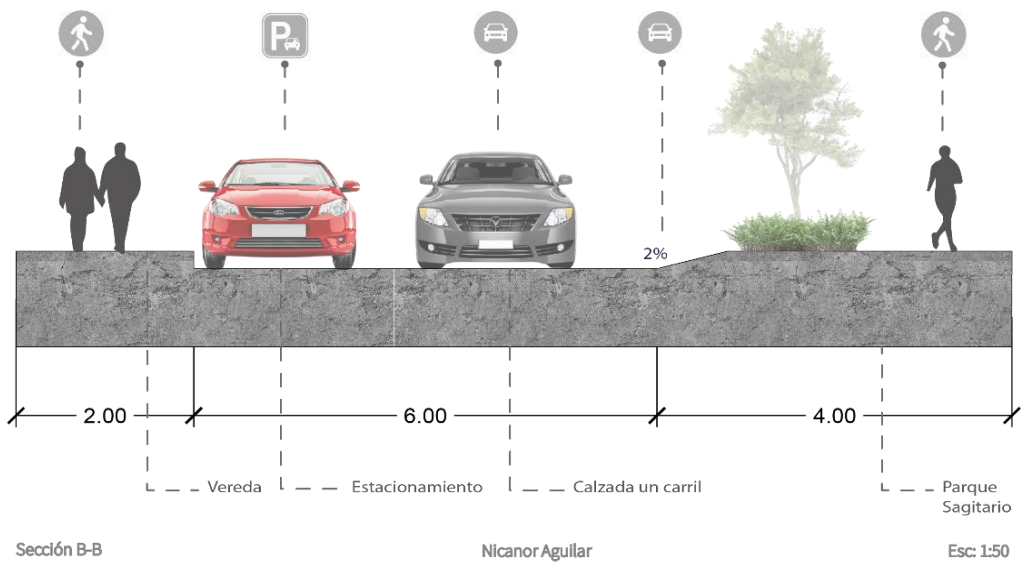 P
2%
2.00
6.00
4.00
Vereda
Estacionamiento
Calzada un carril
Parque
Sagitario
Sección B-B
Nicanor Aguilar
Esc: 1:50